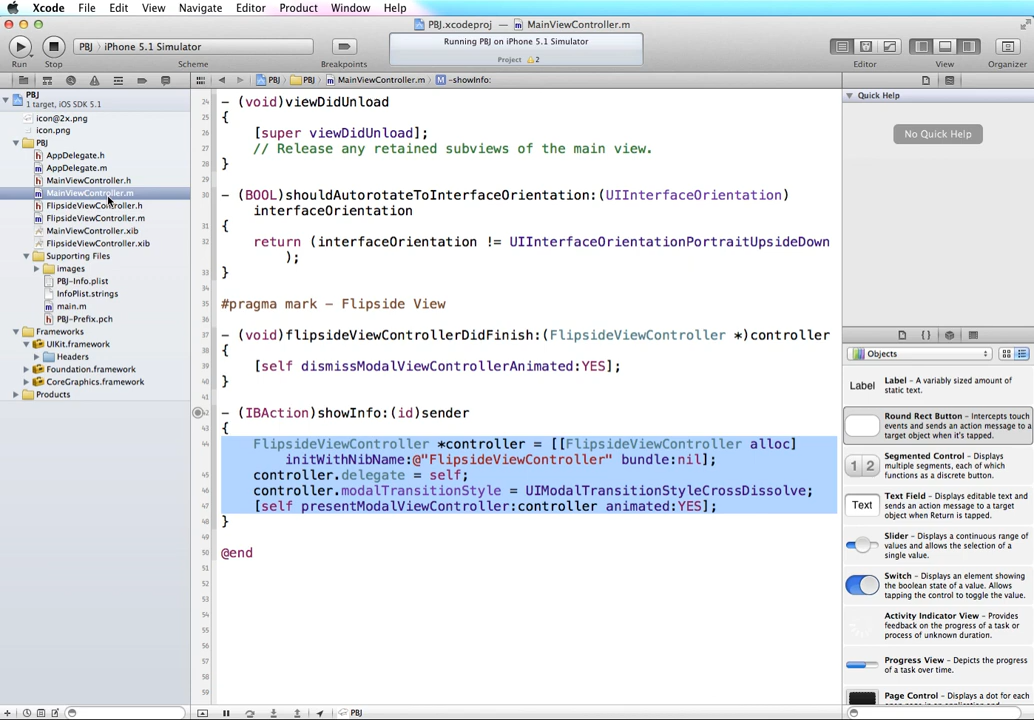 Xcode File Edit View Navigate Editor Product Window Help
PBJ.xcodeproj — MainViewController.m
PBJ iPhone 5.1 Simulator
Running PBJ on iPhone 5.1 Simulator
Project 2
Run Stop Scheme Breakpoints Editor View Organizer
PBJ PBJ MainViewController.m M -showInfo:
PBJ
1 target, iOS SDK 5.1
icon@2x.png
icon.png
PBJ
h AppDelegate.h
m AppDelegate.m
h MainViewController.h
m MainViewController.m
h FlipsideViewController.h
m FlipsideViewController.m
MainViewController.xib
FlipsideViewController.xib
Supporting Files
images
PBJ-Info.plist
InfoPlist.strings
m main.m
h PBJ-Prefix.pch
Frameworks
UIKit.framework
Headers
Foundation.framework
CoreGraphics.framework
Products
24 - (void)viewDidUnload
25 {
26 [super viewDidUnload];
27 // Release any retained subviews of the main view.
28 }
29
30 - (BOOL)shouldAutorotateToInterfaceOrientation:(UIInterfaceOrientation)
interfaceOrientation
31 {
32 return (interfaceOrientation != UIInterfaceOrientationPortraitUpsideDown
);
33 }
34
35 #pragma mark - Flipside View
36
37 - (void)flipsideViewControllerDidFinish:(FlipsideViewController *)controller
38 {
39 [self dismissModalViewControllerAnimated:YES];
40 }
41
42 - (IBAction)showInfo:(id)sender
43 {
44 FlipsideViewController *controller = [[FlipsideViewController alloc]
initWithNibName:@"FlipsideViewController" bundle:nil];
45 controller.delegate = self;
46 controller.modalTransitionStyle = UIModalTransitionStyleCrossDissolve;
47 [self presentModalViewController:controller animated:YES];
48 }
49
50 @end
51
52
53
54
55
56
57
58
59
PBJ
Quick Help
No Quick Help
Objects
Label
Label – A variably sized amount of
static text.
Round Rect Button – Intercepts touch
events and sends an action message to a
target object when it's tapped.
1 2
Segmented Control – Displays
multiple segments, each of which
functions as a discrete button.
Text
Text Field – Displays editable text and
sends an action message to a target
object when Return is tapped.
Slider – Displays a continuous range of
values and allows the selection of a
single value.
Switch – Displays an element showing
the boolean state of a value. Allows
tapping the control to toggle the value.
Activity Indicator View – Provides
feedback on the progress of a task or
process of unknown duration.
Progress View – Depicts the progress
of a task over time.
Page Control – Displays a dot for each